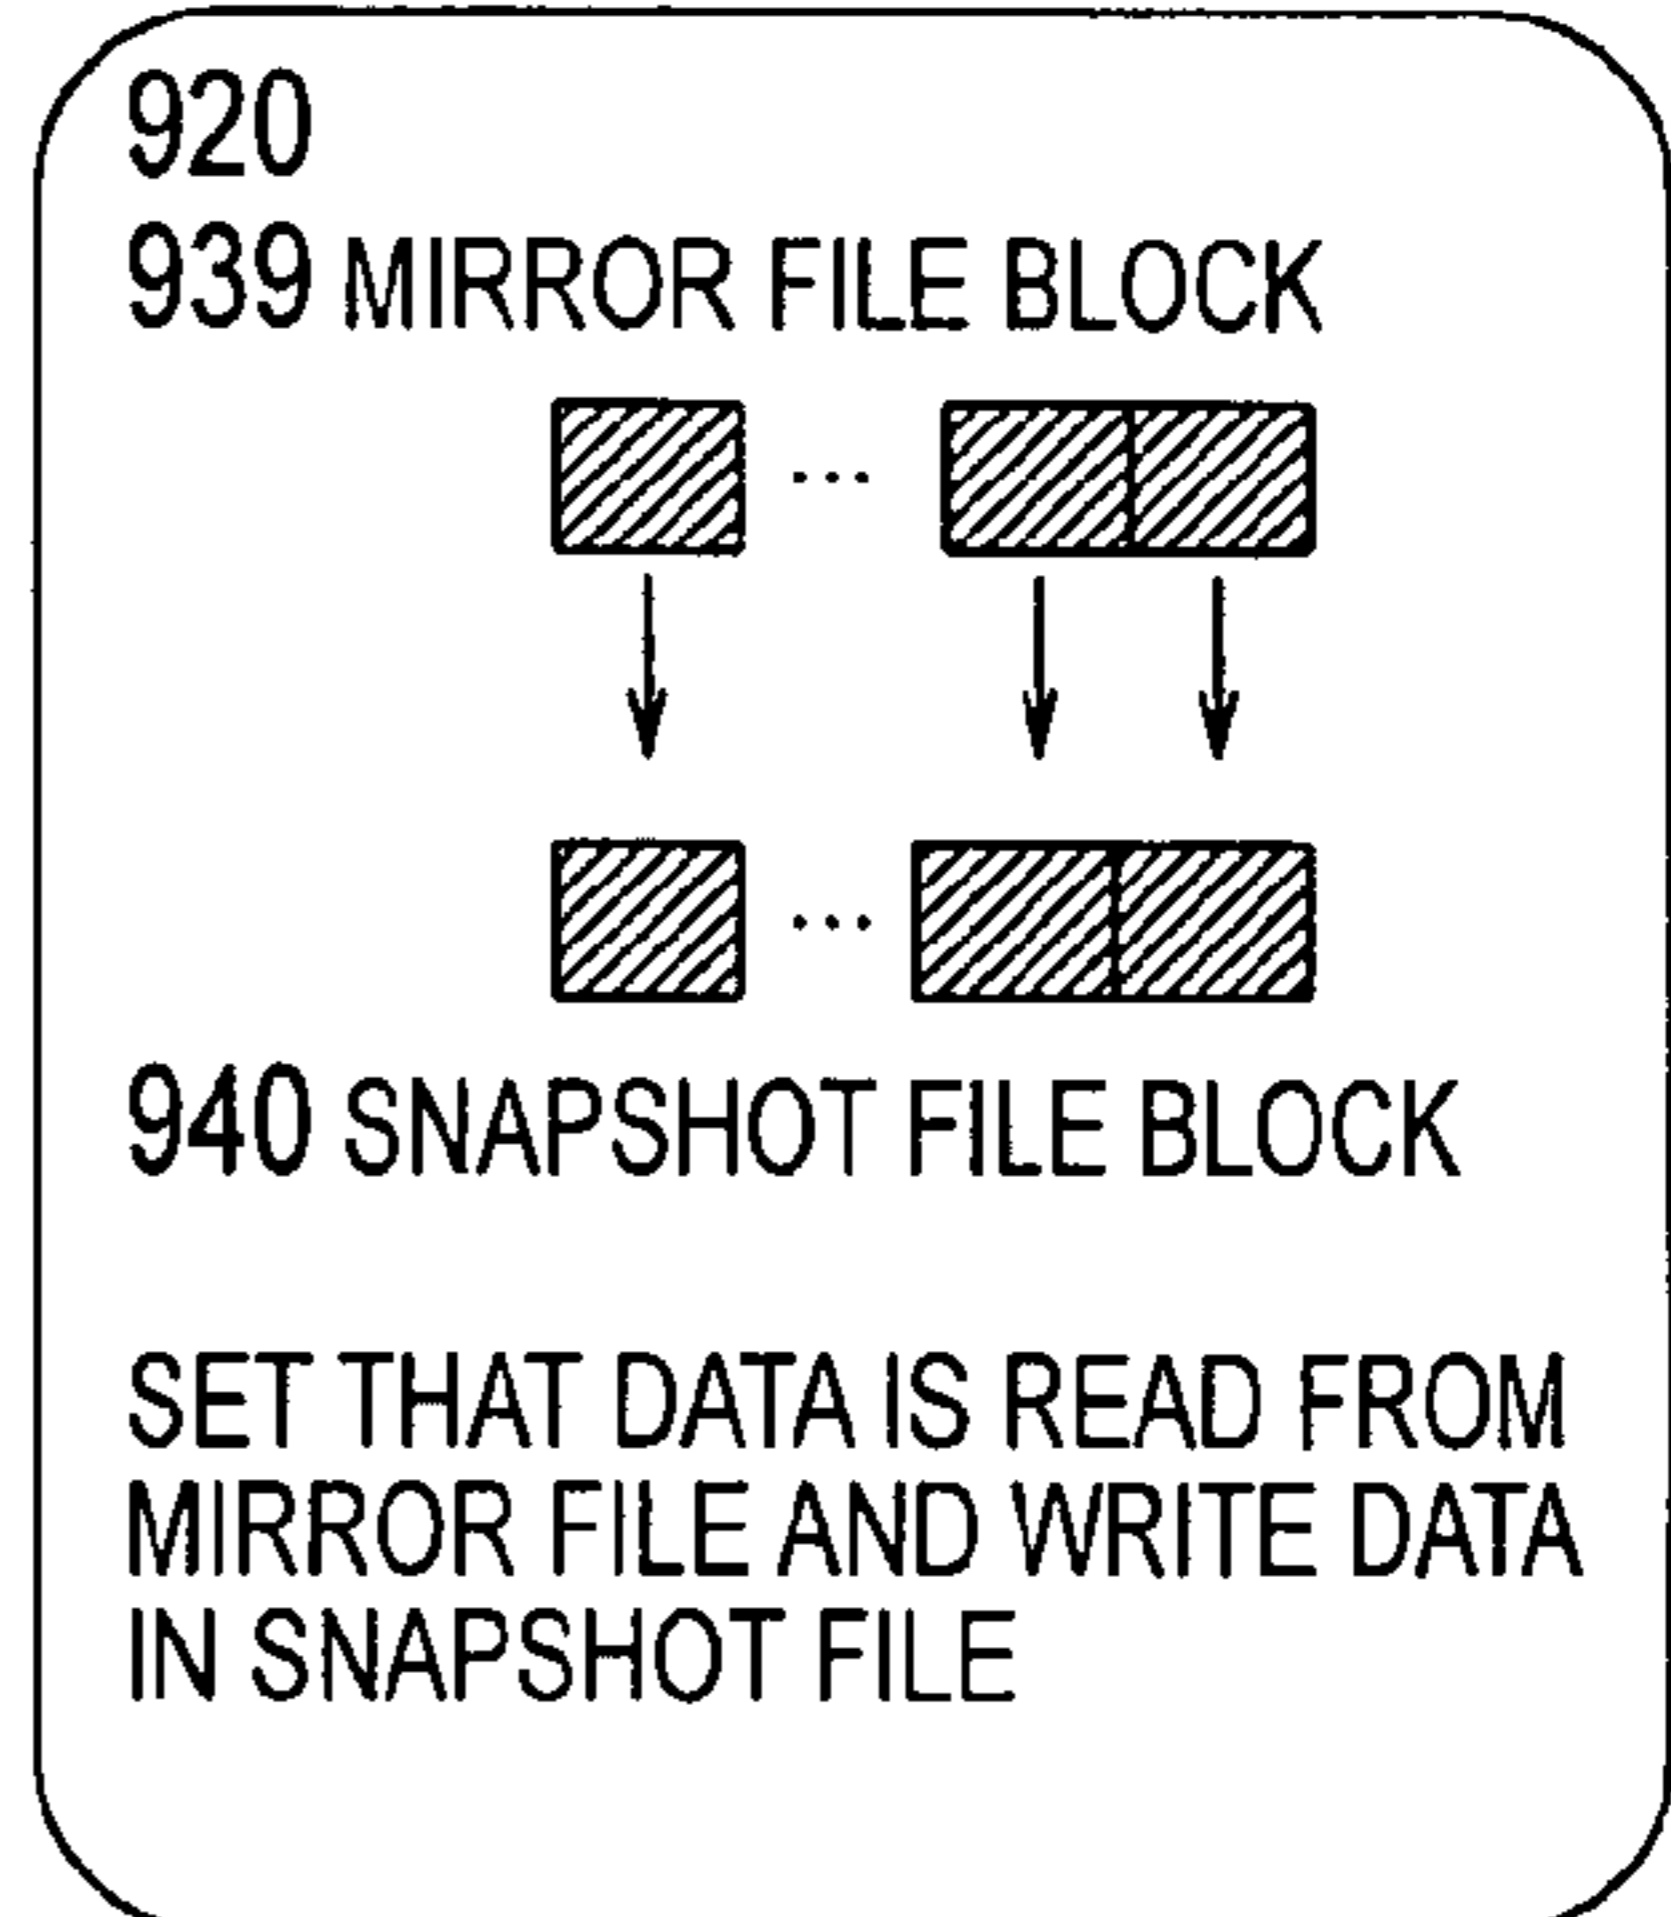 920
939 MIRROR FILE BLOCK
...
...
940 SNAPSHOT FILE BLOCK
SET THAT DATA IS READ FROM
MIRROR FILE AND WRITE DATA
IN SNAPSHOT FILE